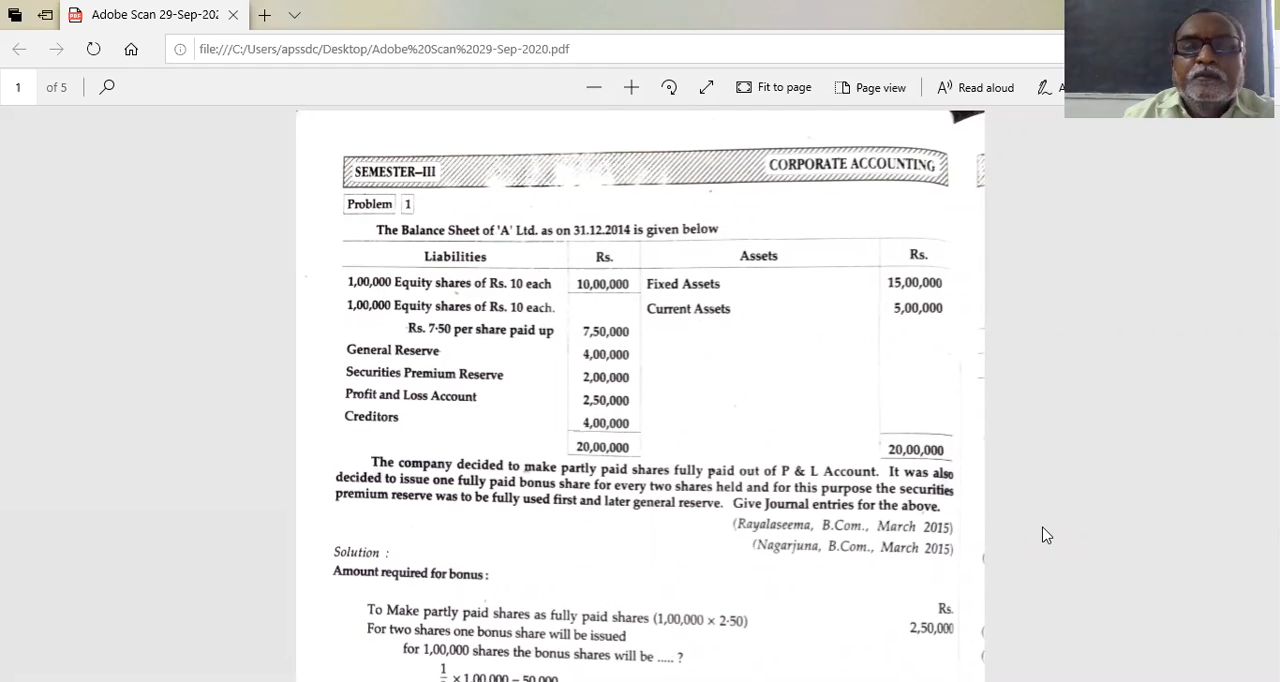 Adobe Scan 29-Sep-202
file:///C:/Users/apssdc/Desktop/Adobe%20Scan%2029-Sep-2020.pdf
1 of 5 Fit to page Page view Read aloud
SEMESTER–III CORPORATE ACCOUNTING
Problem 1
The Balance Sheet of 'A' Ltd. as on 31.12.2014 is given below
Liabilities Rs. Assets Rs.
1,00,000 Equity shares of Rs. 10 each 10,00,000 Fixed Assets 15,00,000
1,00,000 Equity shares of Rs. 10 each. Current Assets 5,00,000
Rs. 7·50 per share paid up 7,50,000
General Reserve 4,00,000
Securities Premium Reserve 2,00,000
Profit and Loss Account 2,50,000
Creditors 4,00,000
20,00,000 20,00,000
The company decided to make partly paid shares fully paid out of P & L Account. It was also
decided to issue one fully paid bonus share for every two shares held and for this purpose the securities
premium reserve was to be fully used first and later general reserve. Give Journal entries for the above.
(Rayalaseema, B.Com., March 2015)
(Nagarjuna, B.Com., March 2015)
Solution :
Amount required for bonus :
Rs.
To Make partly paid shares as fully paid shares (1,00,000 × 2·50) 2,50,000
For two shares one bonus share will be issued
for 1,00,000 shares the bonus shares will be ..... ?
1
× 1,00,000 – 50,000